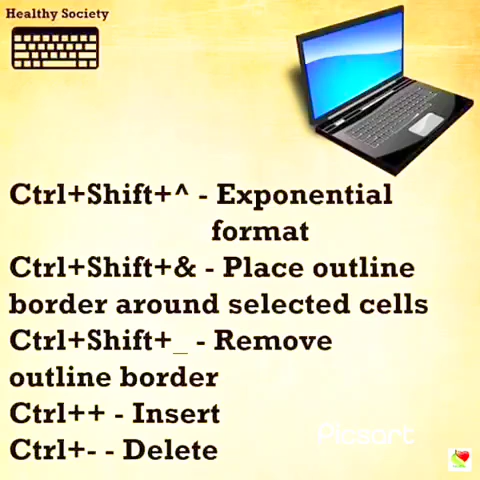 Healthy Society
Ctrl+Shift+^ - Exponential
format
Ctrl+Shift+& - Place outline
border around selected cells
Ctrl+Shift+_ - Remove
outline border
Ctrl++ - Insert
Ctrl+- - Delete
Picsart